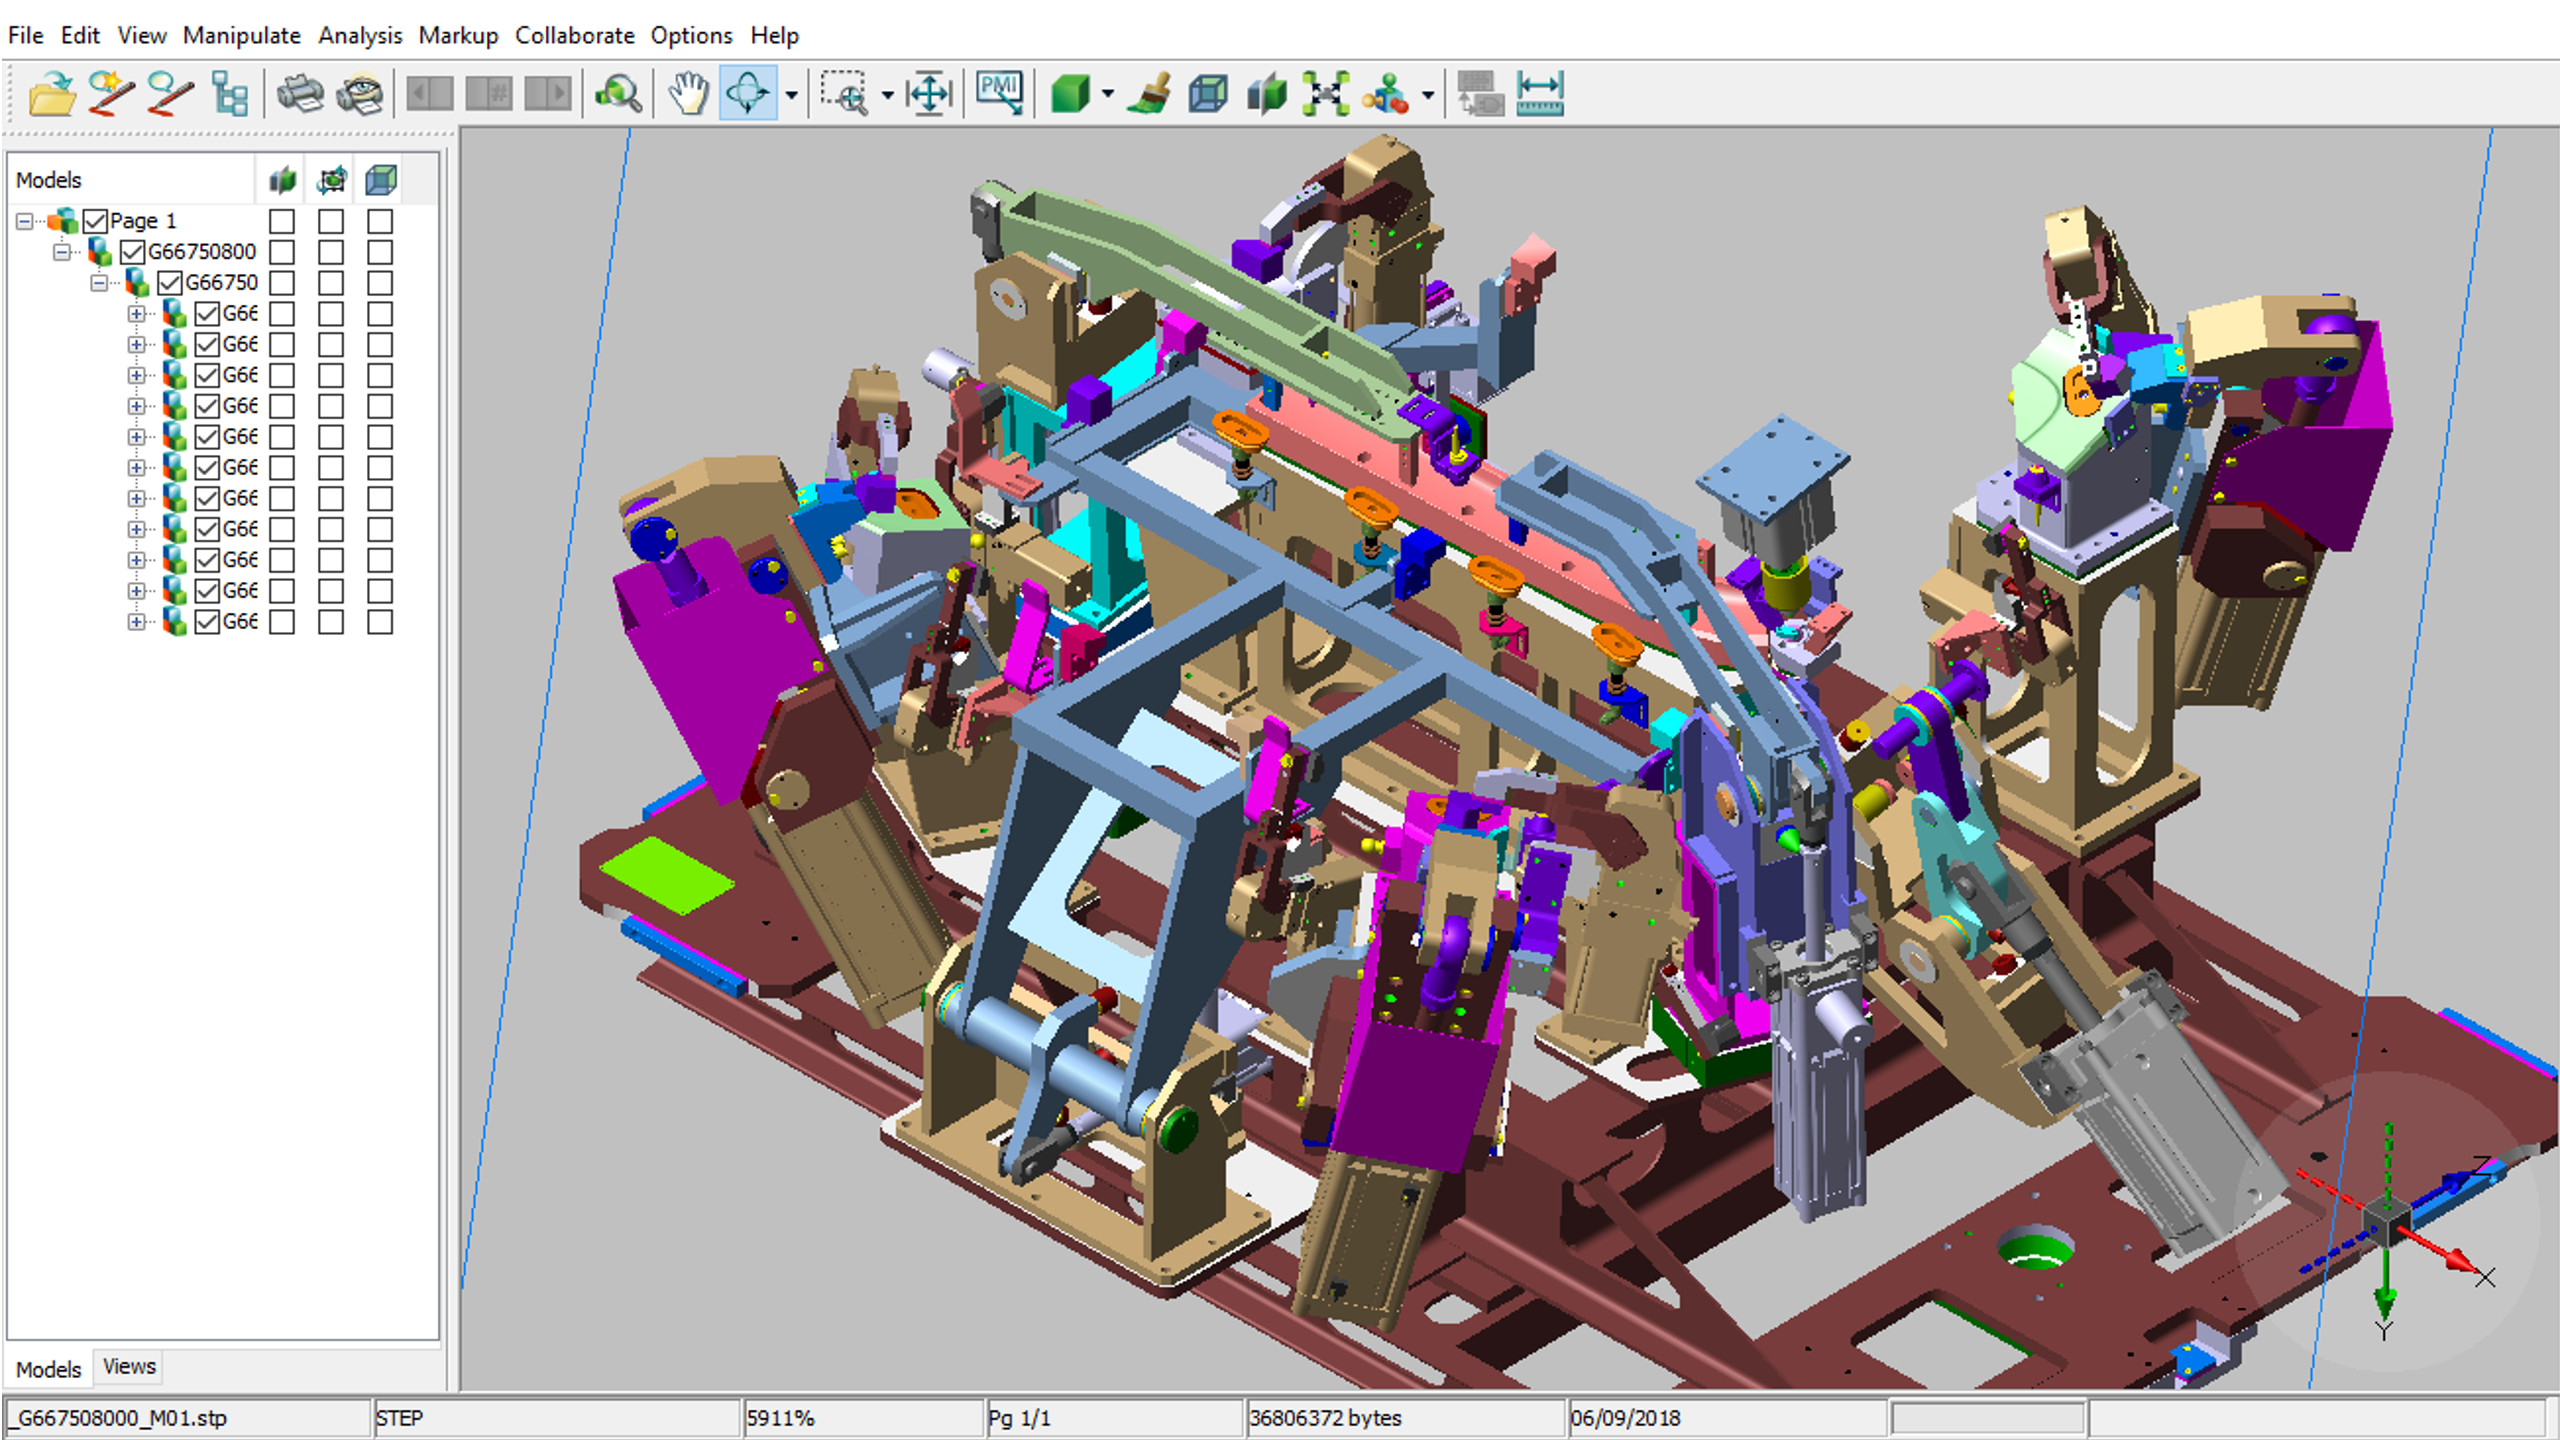 File Edit View Manipulate Analysis Markup Collaborate Options Help
PMI
Models
Page 1
G66750800
G66750
G66
G66
G66
G66
G66
G66
G66
G66
G66
G66
G66
Z
X
Y
Models Views
_G667508000_M01.stp STEP 5911% Pg 1/1 36806372 bytes 06/09/2018